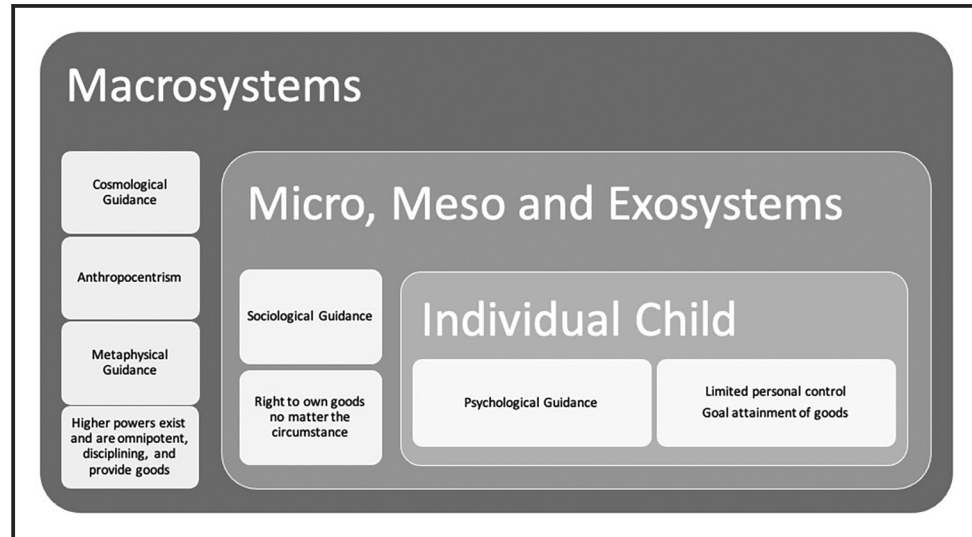 Macrosystems
Cosmological
Guidance
Anthropocentrism
Metaphysical
Guidance
Higher powers exist
and are omnipotent,
disciplining, and
provide goods
Micro, Meso and Exosystems
Sociological Guidance
Right to own goods
no matter the
circumstance
Individual Child
Psychological Guidance
Limited personal control
Goal attainment of goods